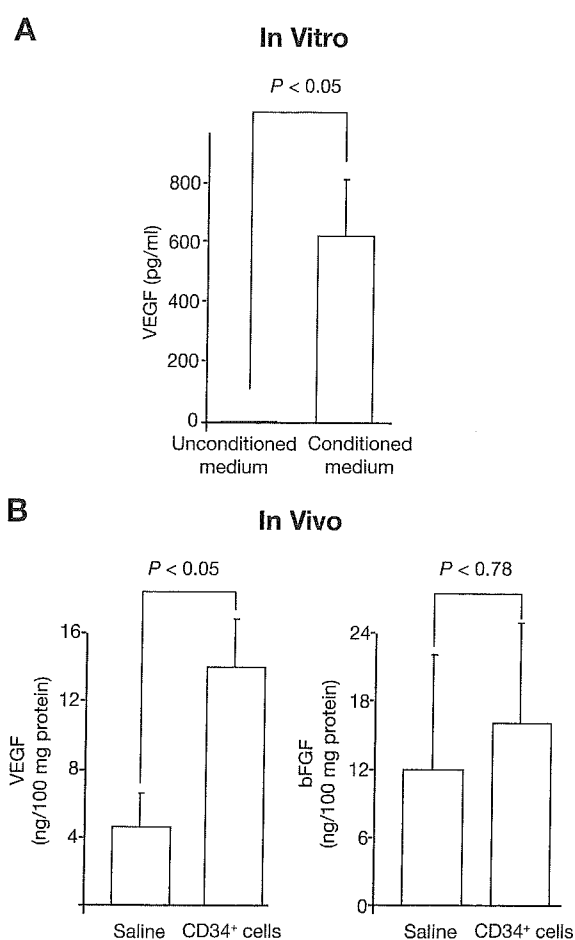 A
In Vitro
P < 0.05
VEGF (pg/ml)
800
600
400
200
0
Unconditioned medium
Conditioned medium
B
In Vivo
P < 0.05
VEGF
(ng/100 mg protein)
16
12
8
4
Saline
CD34+ cells
P < 0.78
bFGF
(ng/100 mg protein)
24
18
12
6
0
Saline
CD34+ cells